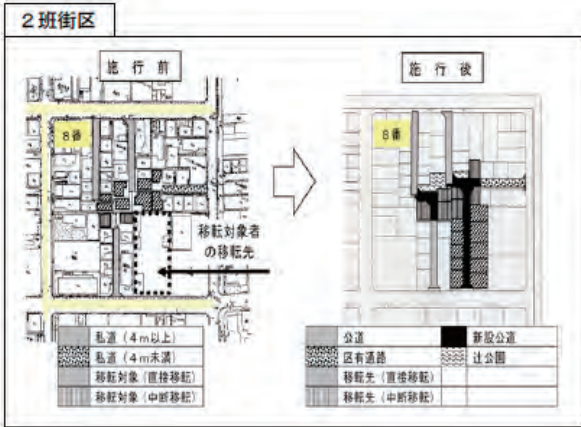 ２班街区
施行前
施行後
8番
8番
移転対象者
の移転先
私道（4m以上）
私道（4m未満）
移転対象（直接移転）
移転対象（中断移転）
公道
新設公道
区有通路
辻公園
移転先（直接移転）
移転先（中断移転）